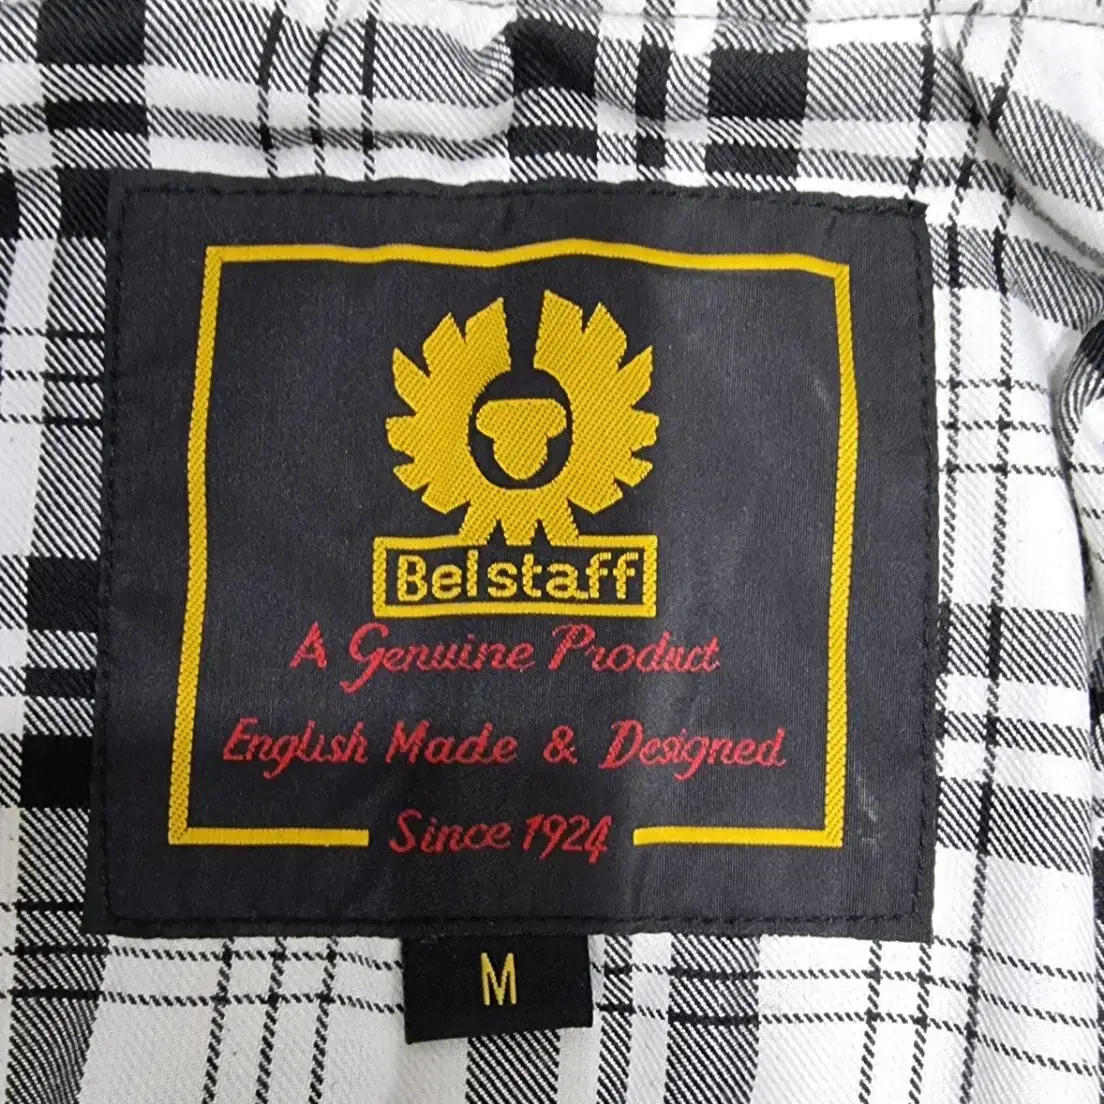 Belstaff
A Genuine Product
English Made & Designed
Since 1924
M